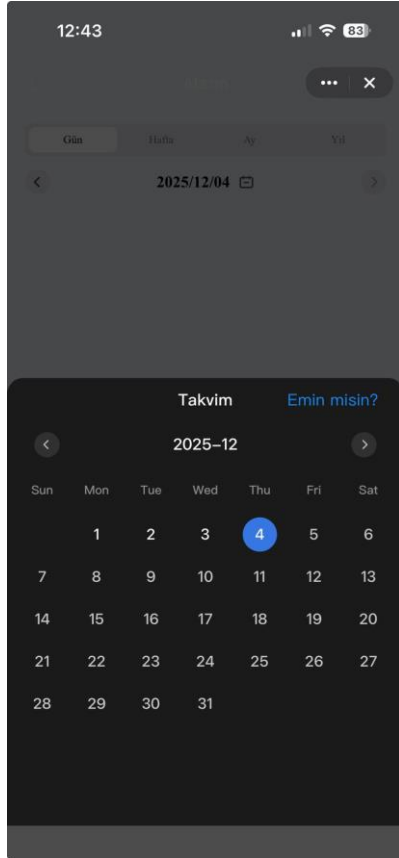 12:43
83
Gün Hafta Ay Yıl
2025/12/04
Takvim Emin misin?
2025-12
Sun Mon Tue Wed Thu Fri Sat
1 2 3 4 5 6
7 8 9 10 11 12 13
14 15 16 17 18 19 20
21 22 23 24 25 26 27
28 29 30 31